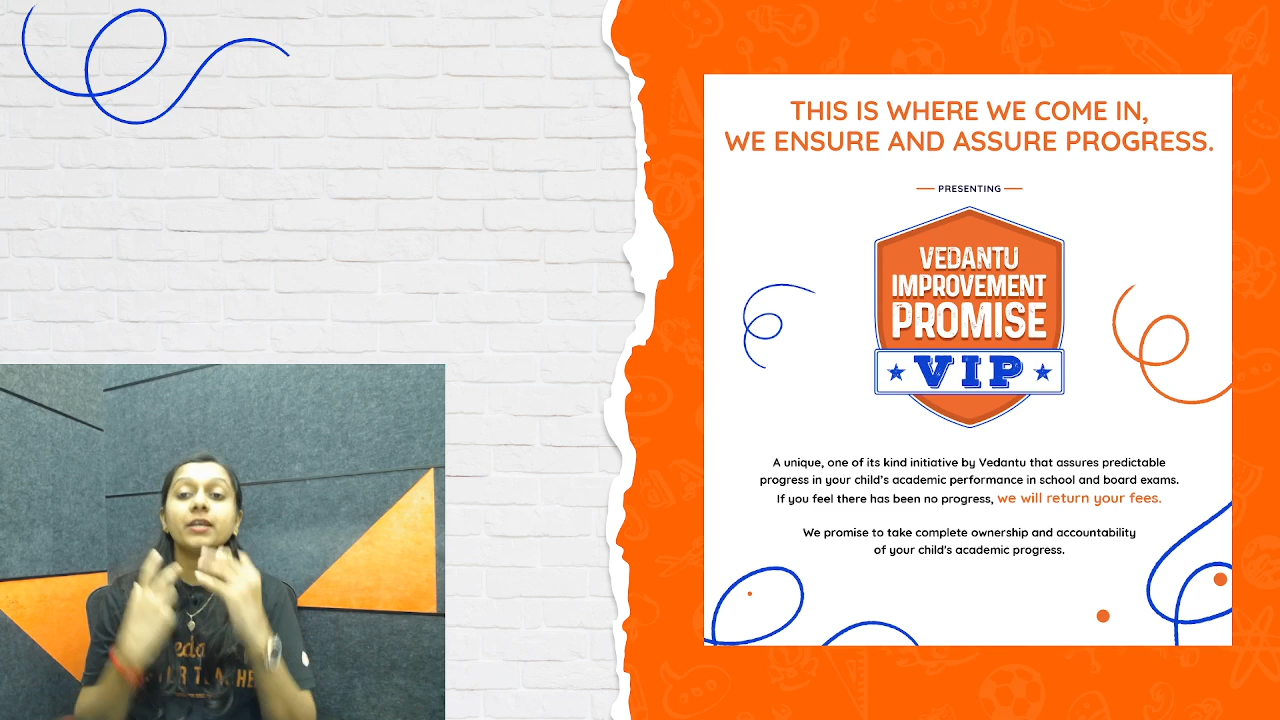 THIS IS WHERE WE COME IN,
WE ENSURE AND ASSURE PROGRESS.
PRESENTING
VEDANTU
IMPROVEMENT
PROMISE
VIP
A unique, one of its kind initiative by Vedantu that assures predictable
progress in your child's academic performance in school and board exams.
If you feel there has been no progress, we will return your fees.
We promise to take complete ownership and accountability
of your child's academic progress.